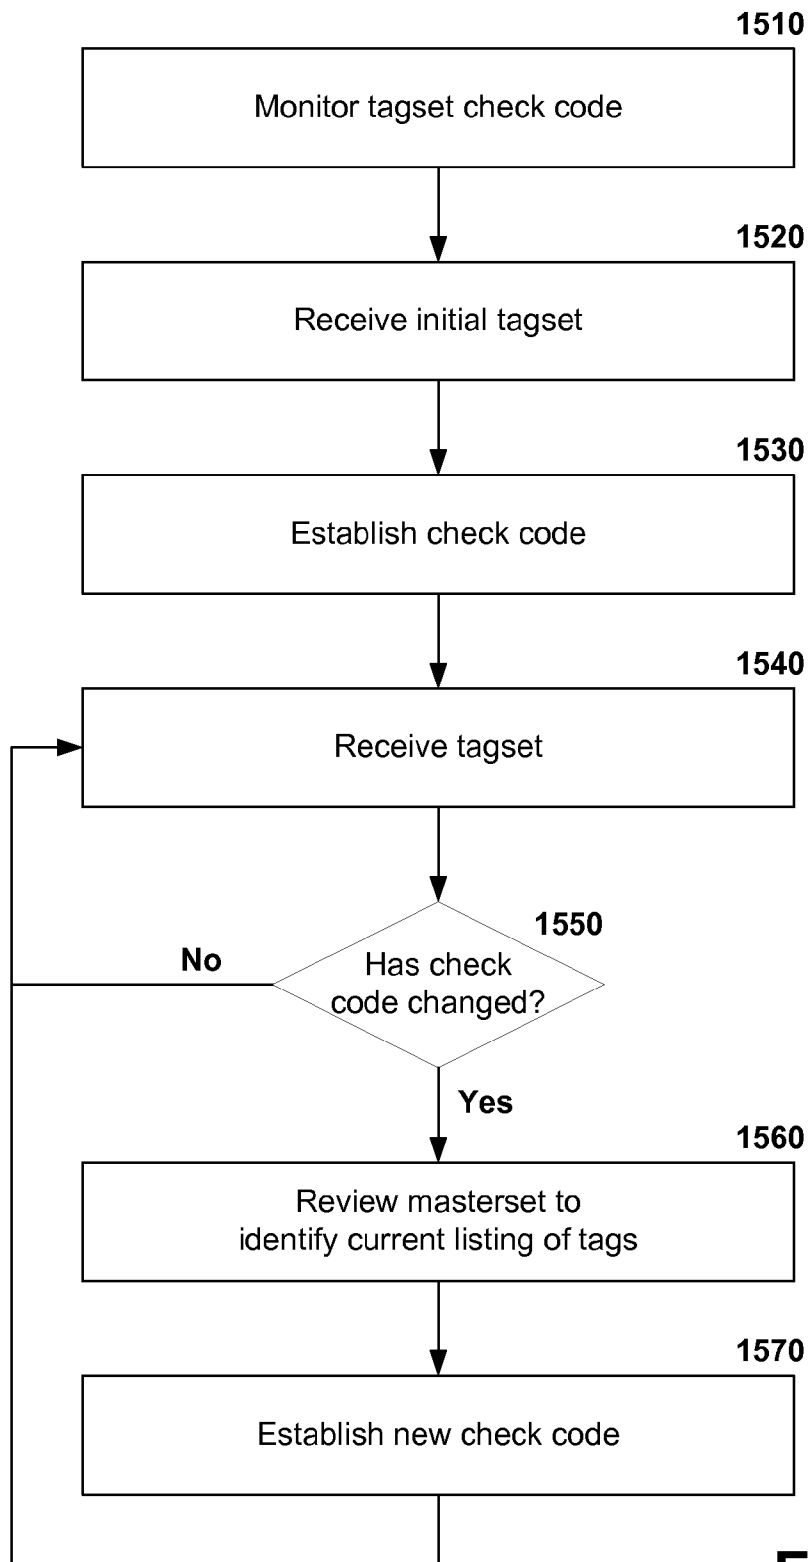 1510
Monitor tagset check code
1520
Receive initial tagset
1530
Establish check code
1540
Receive tagset
1550
Has check
code changed?
No
Yes
1560
Review masterset to
identify current listing of tags
1570
Establish new check code